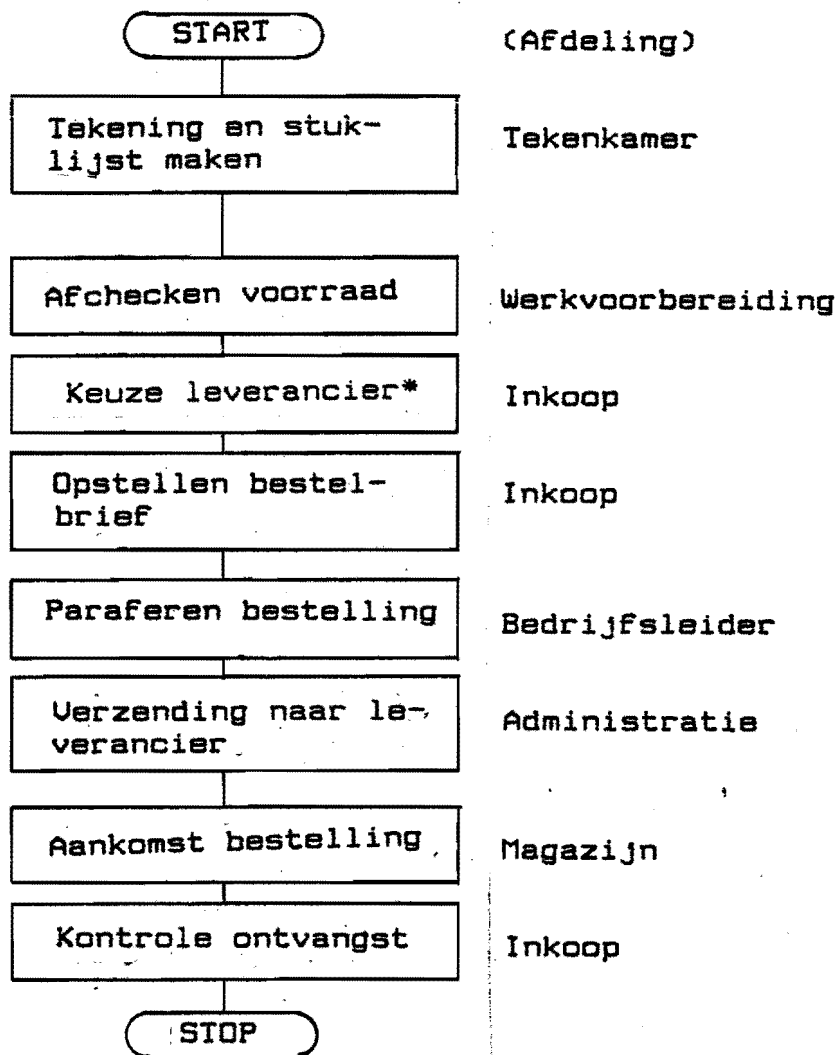 START (Afdeling)
Tekening en stuk-
lijst maken Tekenkamer
Afchecken voorraad Werkvoorbereiding
Keuze leverancier* Inkoop
Opstellen bestel- Inkoop
brief
Paraferen bestelling Bedrijfsleider
Verzending naar le- Administratie
verancier
Aankomst bestelling Magazijn
Kontrole ontvangst Inkoop
STOP